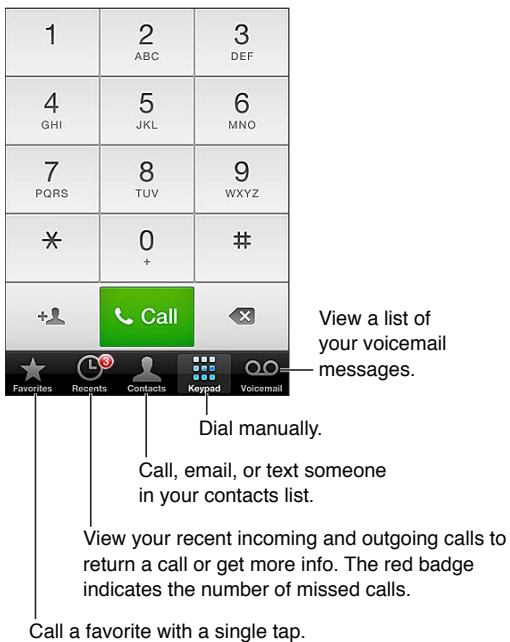 1 2 3
ABC DEF
4 5 6
GHI JKL MNO
7 8 9
PQRS TUV WXYZ
* 0 #
+
+ Call
3
Favorites Recents Contacts Keypad Voicemail
View a list of
your voicemail
messages.
Dial manually.
Call, email, or text someone
in your contacts list.
View your recent incoming and outgoing calls to
return a call or get more info. The red badge
indicates the number of missed calls.
Call a favorite with a single tap.